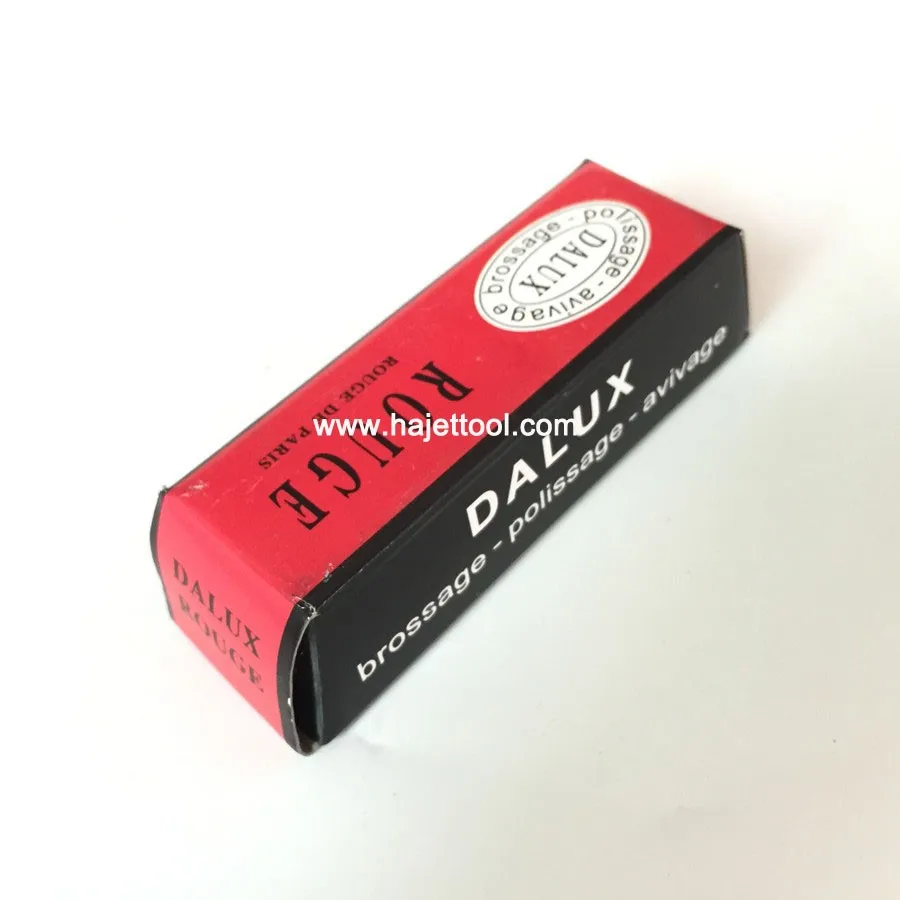 brossage - polissage - avivage
DALUX
ROUGE
ROUGE DE PARIS
www.hajettool.com
DALUX
brossage - polissage - avivage
DALUX
ROUGE